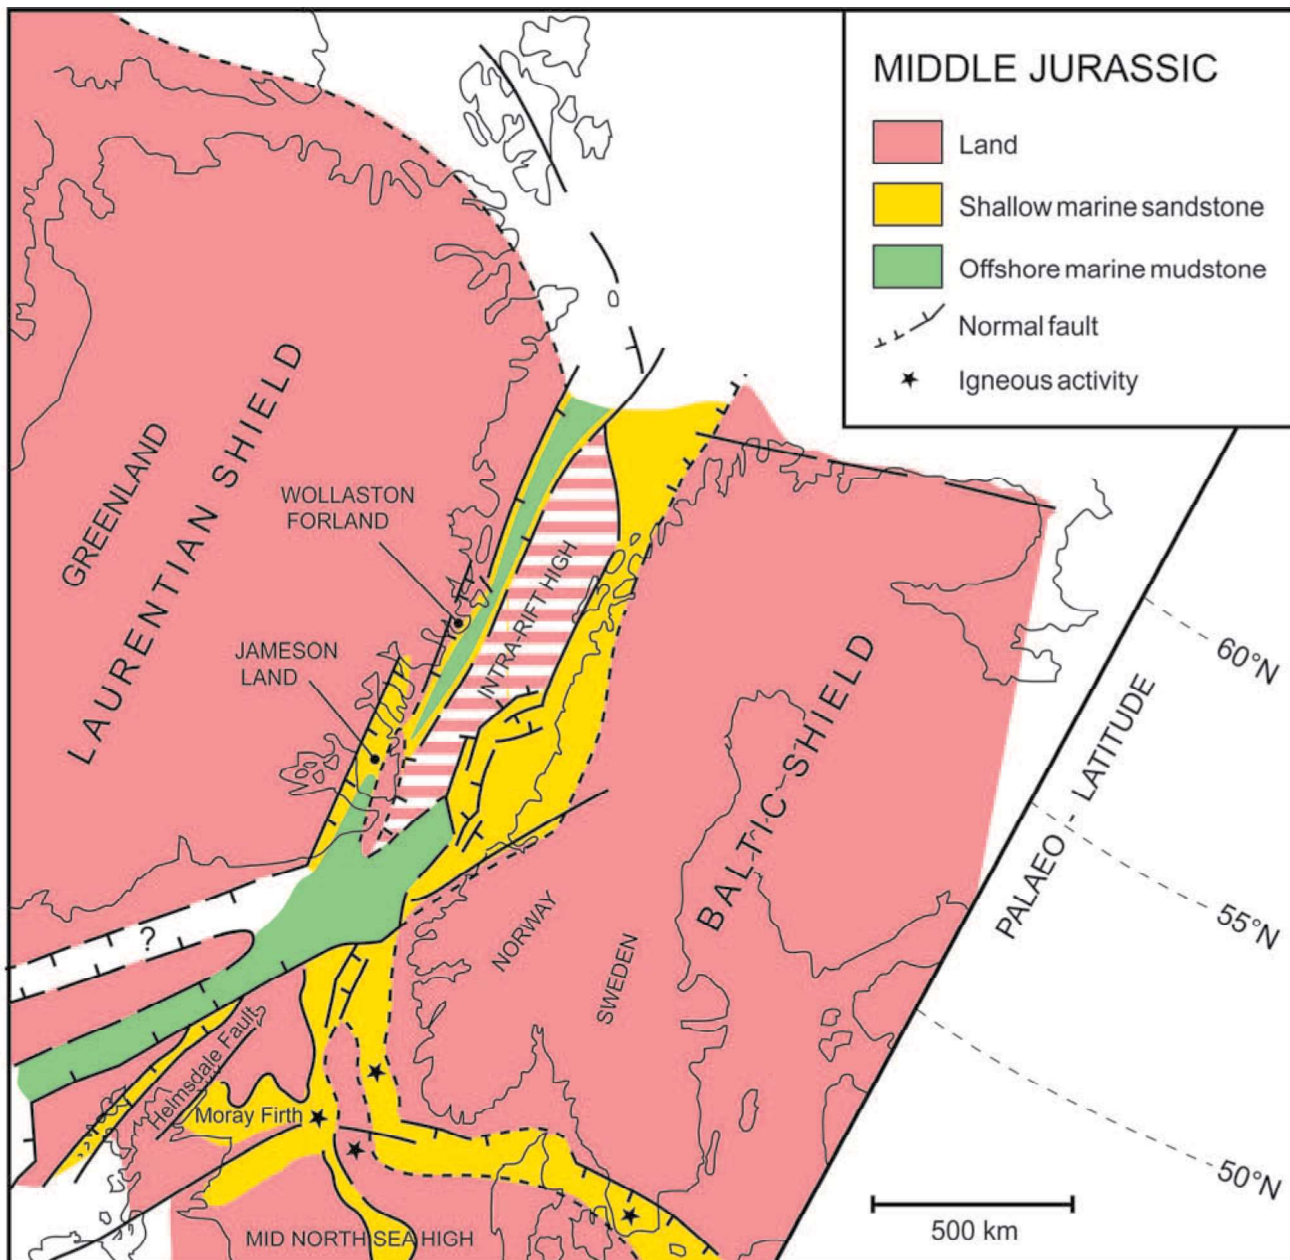 MIDDLE JURASSIC
Land
Shallow marine sandstone
Offshore marine mudstone
Normal fault
Igneous activity
GREENLAND
LAURENTIAN SHIELD
WOLLASTON
FORLAND
JAMESON
LAND
INTRA-RIFT HIGH
BALTIC SHIELD
PALAEO - LATITUDE
60°N
55°N
50°N
NORWAY
SWEDEN
?
Helmsdale Fault
Moray Firth
MID NORTH SEA HIGH
500 km